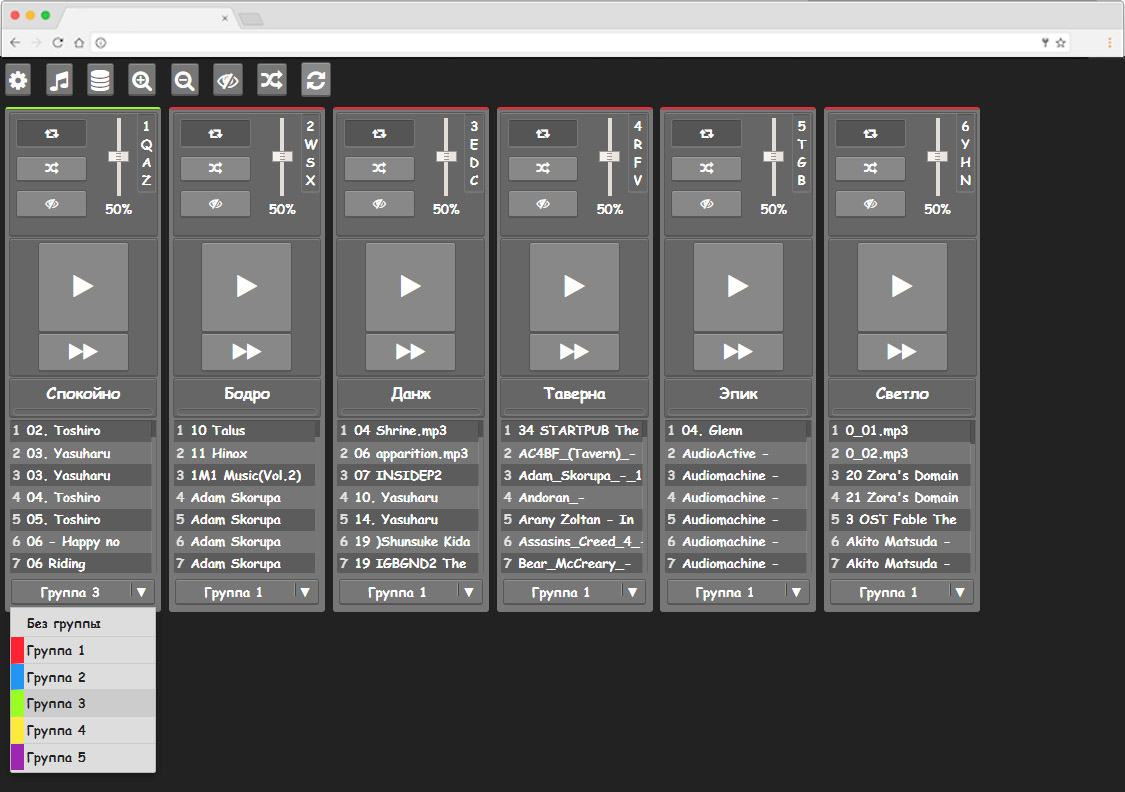 1
Q
A
Z
50%
2
W
S
X
50%
3
E
D
C
50%
4
R
F
V
50%
5
T
G
B
50%
6
Y
H
N
50%
Спокойно
Бодро
Данж
Таверна
Эпик
Светло
1 02. Toshiro
2 03. Yasuharu
3 03. Yasuharu
4 04. Toshiro
5 05. Toshiro
6 06 - Happy no
7 06 Riding
1 10 Talus
2 11 Hinox
3 1M1 Music(Vol.2)
4 Adam Skorupa
5 Adam Skorupa
6 Adam Skorupa
7 Adam Skorupa
1 04 Shrine.mp3
2 06 apparition.mp3
3 07 INSIDEP2
4 10. Yasuharu
5 14. Yasuharu
6 19 )Shunsuke Kida
7 19 IGBGND2 The
1 34 STARTPUB The
2 AC4BF_(Tavern)_-
3 Adam_Skorupa_-_1
4 Andoran_-
5 Arany Zoltan - In
6 Assasins_Creed_4_-
7 Bear_McCreary_-
1 04. Glenn
2 AudioActive -
3 Audiomachine -
4 Audiomachine -
5 Audiomachine -
6 Audiomachine -
7 Audiomachine -
1 0_01.mp3
2 0_02.mp3
3 20 Zora's Domain
4 21 Zora's Domain
5 3 OST Fable The
6 Akito Matsuda -
7 Akito Matsuda -
Группа 3
Группа 1
Группа 1
Группа 1
Группа 1
Группа 1
Без группы
Группа 1
Группа 2
Группа 3
Группа 4
Группа 5